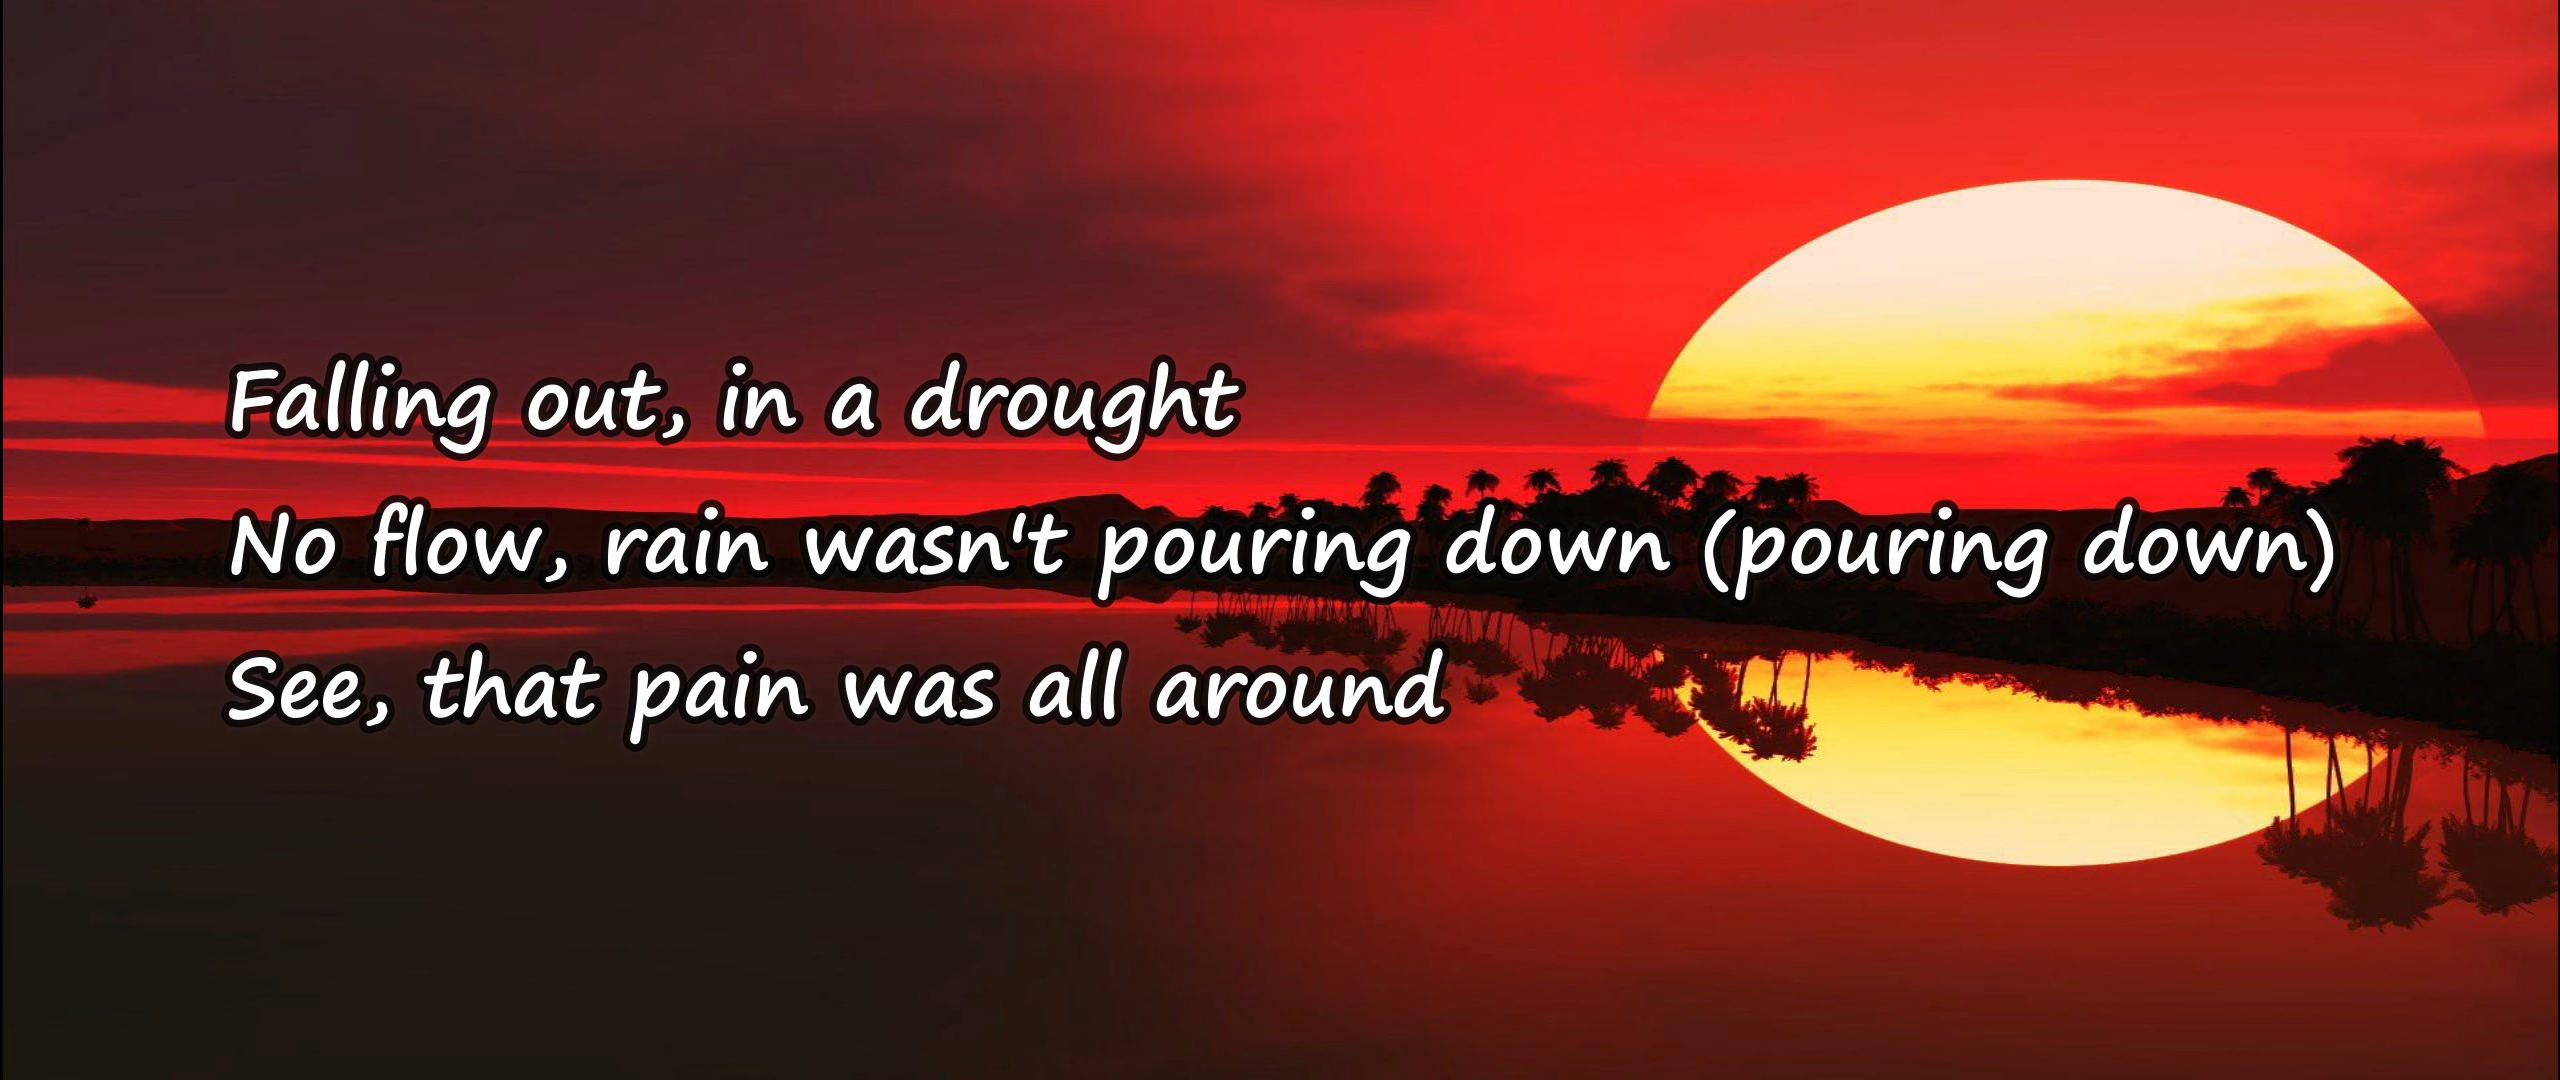 Falling out, in a drought
No flow, rain wasn't pouring down (pouring down)
See, that pain was all around